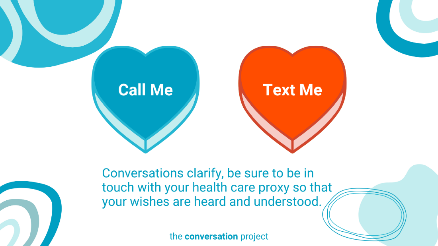 Call Me
Text Me
Conversations clarify, be sure to be in
touch with your health care proxy so that
your wishes are heard and understood.
the conversation project